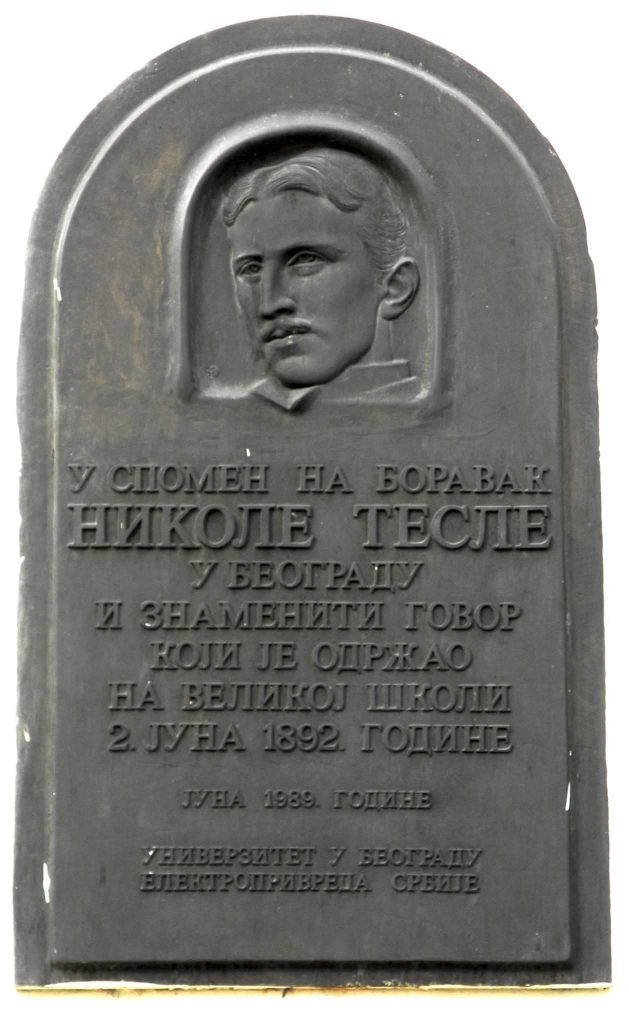 У СПОМЕН НА БОРАВАК
НИКОЛЕ ТЕСЛЕ
У БЕОГРАДУ
И ЗНАМЕНИТИ ГОВОР
КОЈИ ЈЕ ОДРЖАО
НА ВЕЛИКОЈ ШКОЛИ
2. ЈУНА 1892. ГОДИНЕ
ЈУНА 1989. ГОДИНЕ
УНИВЕРЗИТЕТ У БЕОГРАДУ
ЕЛЕКТРОПРИВРЕДА СРБИЈЕ